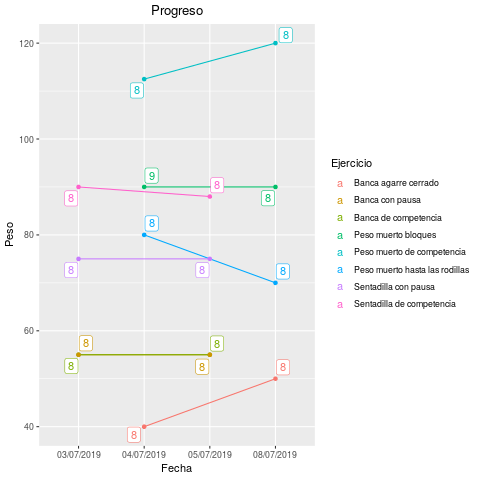 Progreso
120
100
80
60
40
Peso
8
8
9
8
8
8
8
8
8
8
8
8
8
8
8
8
03/07/2019
04/07/2019
05/07/2019
08/07/2019
Fecha
Ejercicio
a Banca agarre cerrado
a Banca con pausa
a Banca de competencia
a Peso muerto bloques
a Peso muerto de competencia
a Peso muerto hasta las rodillas
a Sentadilla con pausa
a Sentadilla de competencia